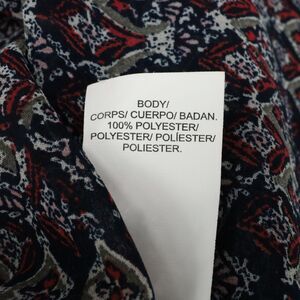 BODY/
CORPS/ CUERPO/ BADAN.
100% POLYESTER/
POLYESTER/ POLÍESTER/
POLIESTER.